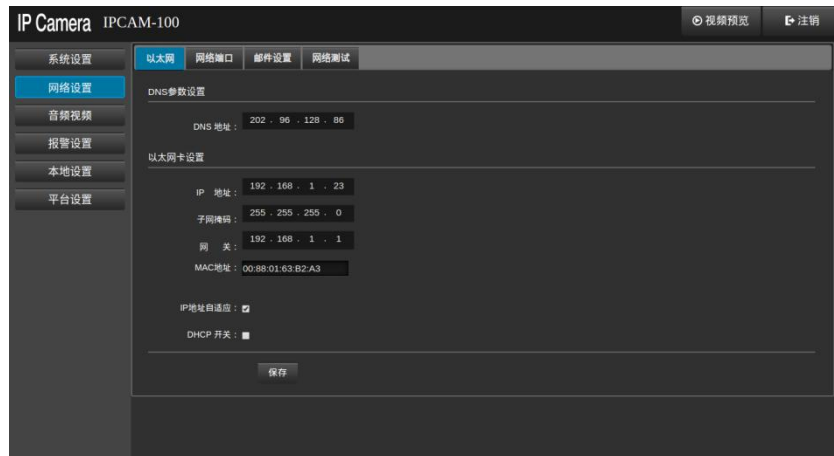 IP Camera IPCAM-100 视频预览 注销
系统设置
网络设置
音频视频
报警设置
本地设置
平台设置
以太网 网络端口 邮件设置 网络测试
DNS参数设置
DNS 地址： 202 . 96 . 128 . 86
以太网卡设置
IP 地址： 192 . 168 . 1 . 23
子网掩码： 255 . 255 . 255 . 0
网 关： 192 . 168 . 1 . 1
MAC地址： 00:88:01:63:B2:A3
IP地址自适应：
DHCP 开关：
保存